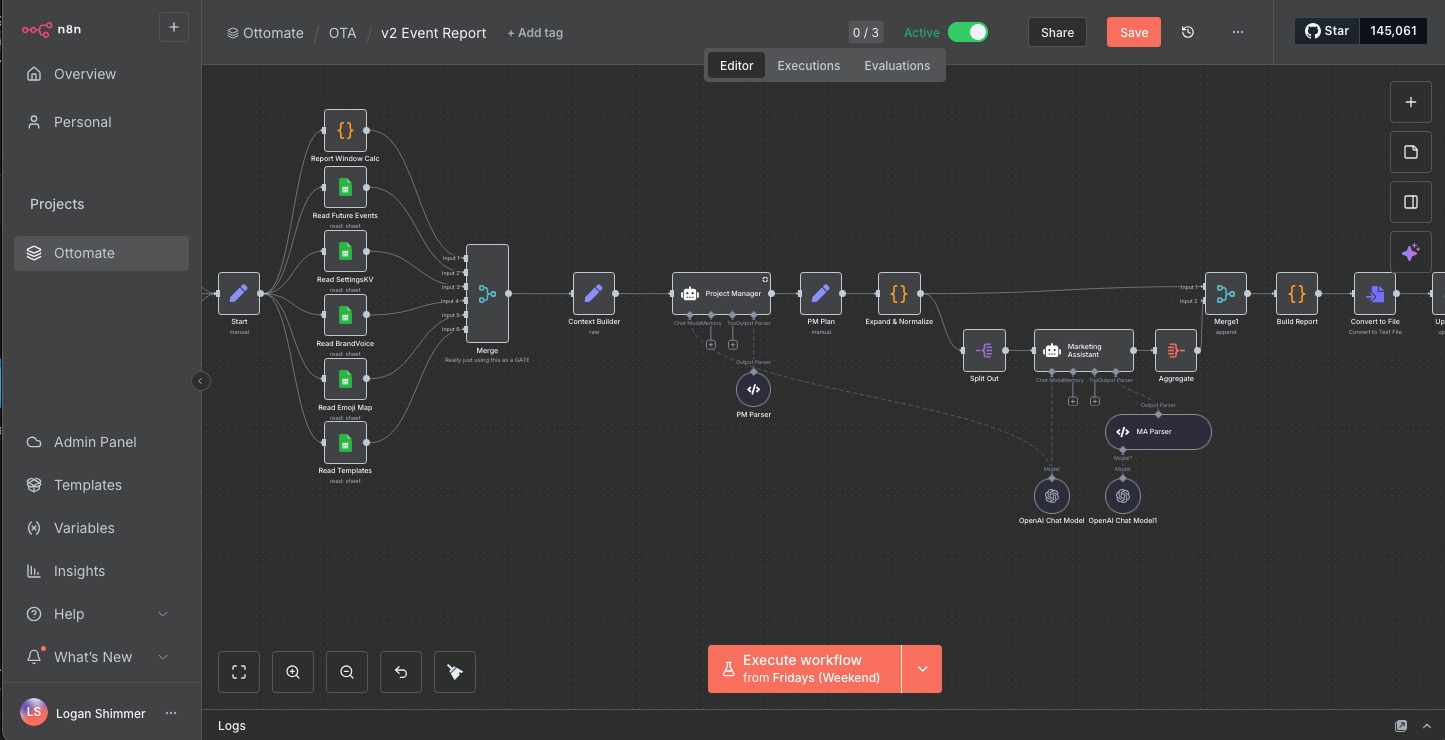 n8n
+
Ottomate / OTA / v2 Event Report + Add tag
0 / 3
Active
Share
Save
Star 145,061
Editor Executions Evaluations
Overview
Personal
Projects
Ottomate
Admin Panel
Templates
Variables
Insights
Help
What's New
LS Logan Shimmer
Start
manual
Report Window Calc
Read Future Events
read: sheet
Read SettingsKV
read: sheet
Read BrandVoice
read: sheet
Read Emoji Map
read: sheet
Read Templates
read: sheet
Input 1
Input 2
Input 3
Input 4
Input 5
Input 6
Merge
Really just using this as a GATE
Context Builder
raw
Project Manager
Chat Model Memory Output Parser
Output Parser
PM Parser
PM Plan
manual
Expand & Normalize
Split Out
Marketing
Assistant
Chat Model Memory Output Parser
Aggregate
Output Parser
MA Parser
Model*
Model
Model
OpenAI Chat Model
OpenAI Chat Model1
Input 1
Input 2
Merge1
append
Build Report
Convert to File
Convert to Text File
Execute workflow
from Fridays (Weekend)
Logs